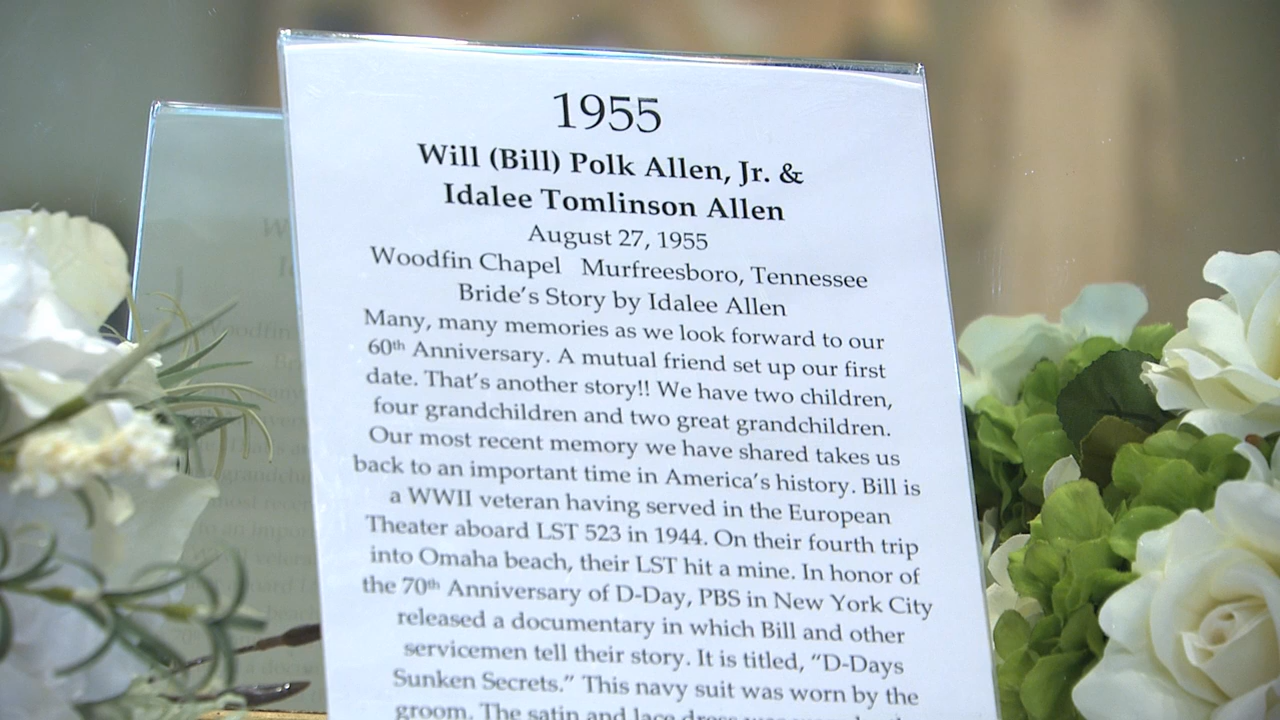 1955
Will (Bill) Polk Allen, Jr. &
Idalee Tomlinson Allen
August 27, 1955
Woodfin Chapel Murfreesboro, Tennessee
Bride's Story by Idalee Allen
Many, many memories as we look forward to our
60th Anniversary. A mutual friend set up our first
date. That's another story!! We have two children,
four grandchildren and two great grandchildren.
Our most recent memory we have shared takes us
back to an important time in America's history. Bill is
a WWII veteran having served in the European
Theater aboard LST 523 in 1944. On their fourth trip
into Omaha beach, their LST hit a mine. In honor of
the 70th Anniversary of D-Day, PBS in New York City
released a documentary in which Bill and other
servicemen tell their story. It is titled, "D-Days
Sunken Secrets." This navy suit was worn by the
groom. The satin and lace dress